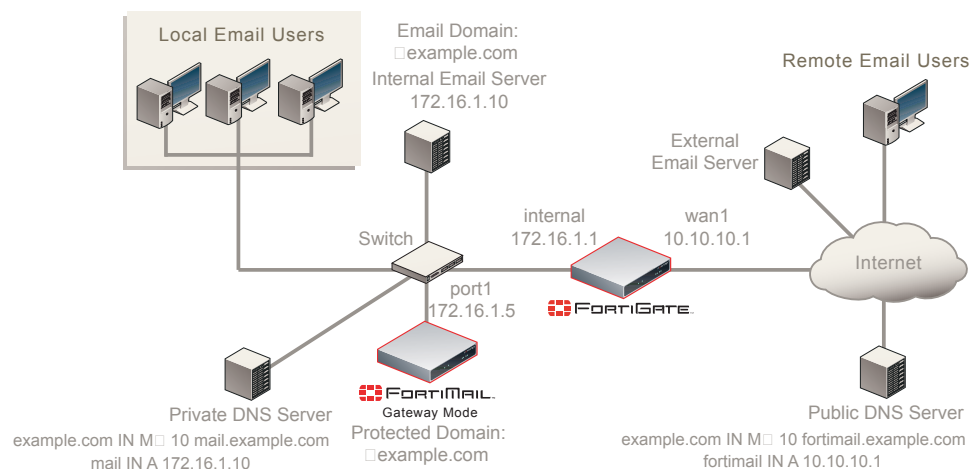 Local Email Users
Email Domain:
□example.com
Internal Email Server
172.16.1.10
Remote Email Users
External
Email Server
Switch
internal
172.16.1.1
wan1
10.10.10.1
Internet
port1
172.16.1.5
FORTIGATE
FORTIMAIL
Gateway Mode
Protected Domain:
□example.com
Private DNS Server
example.com IN M□ 10 mail.example.com
mail IN A 172.16.1.10
Public DNS Server
example.com IN M□ 10 fortimail.example.com
fortimail IN A 10.10.10.1